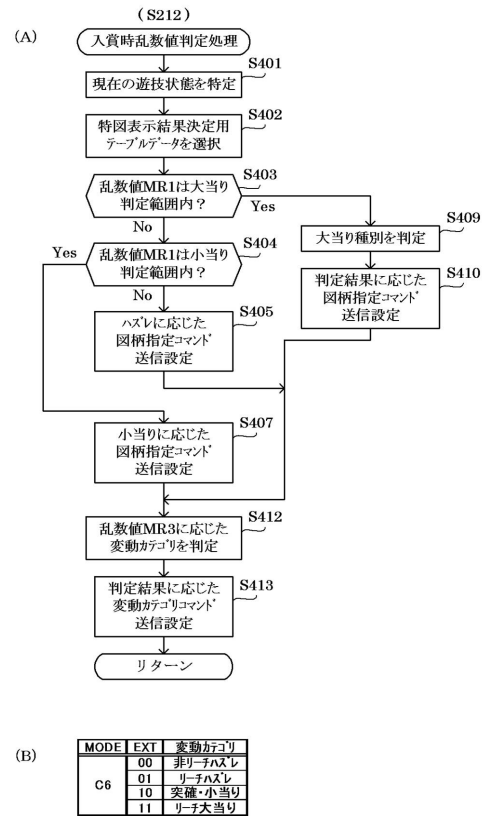 (S212)
(A)
入賞時乱数値判定処理
S401
現在の遊技状態を特定
S402
特図表示結果決定用
テーブルデータを選択
S403
乱数値MR1は大当り
判定範囲内？
Yes
No
S404
Yes
乱数値MR1は小当り
判定範囲内？
No
S409
大当り種別を判定
S410
判定結果に応じた
図柄指定コマンド
送信設定
S405
ハズレに応じた
図柄指定コマンド
送信設定
S407
小当りに応じた
図柄指定コマンド
送信設定
S412
乱数値MR3に応じた
変動カテゴリを判定
S413
判定結果に応じた
変動カテゴリコマンド
送信設定
リターン
(B)
MODE EXT 変動カテゴリ
C6
00 非リーチハズレ
01 リーチハズレ
10 突確・小当り
11 リーチ大当り